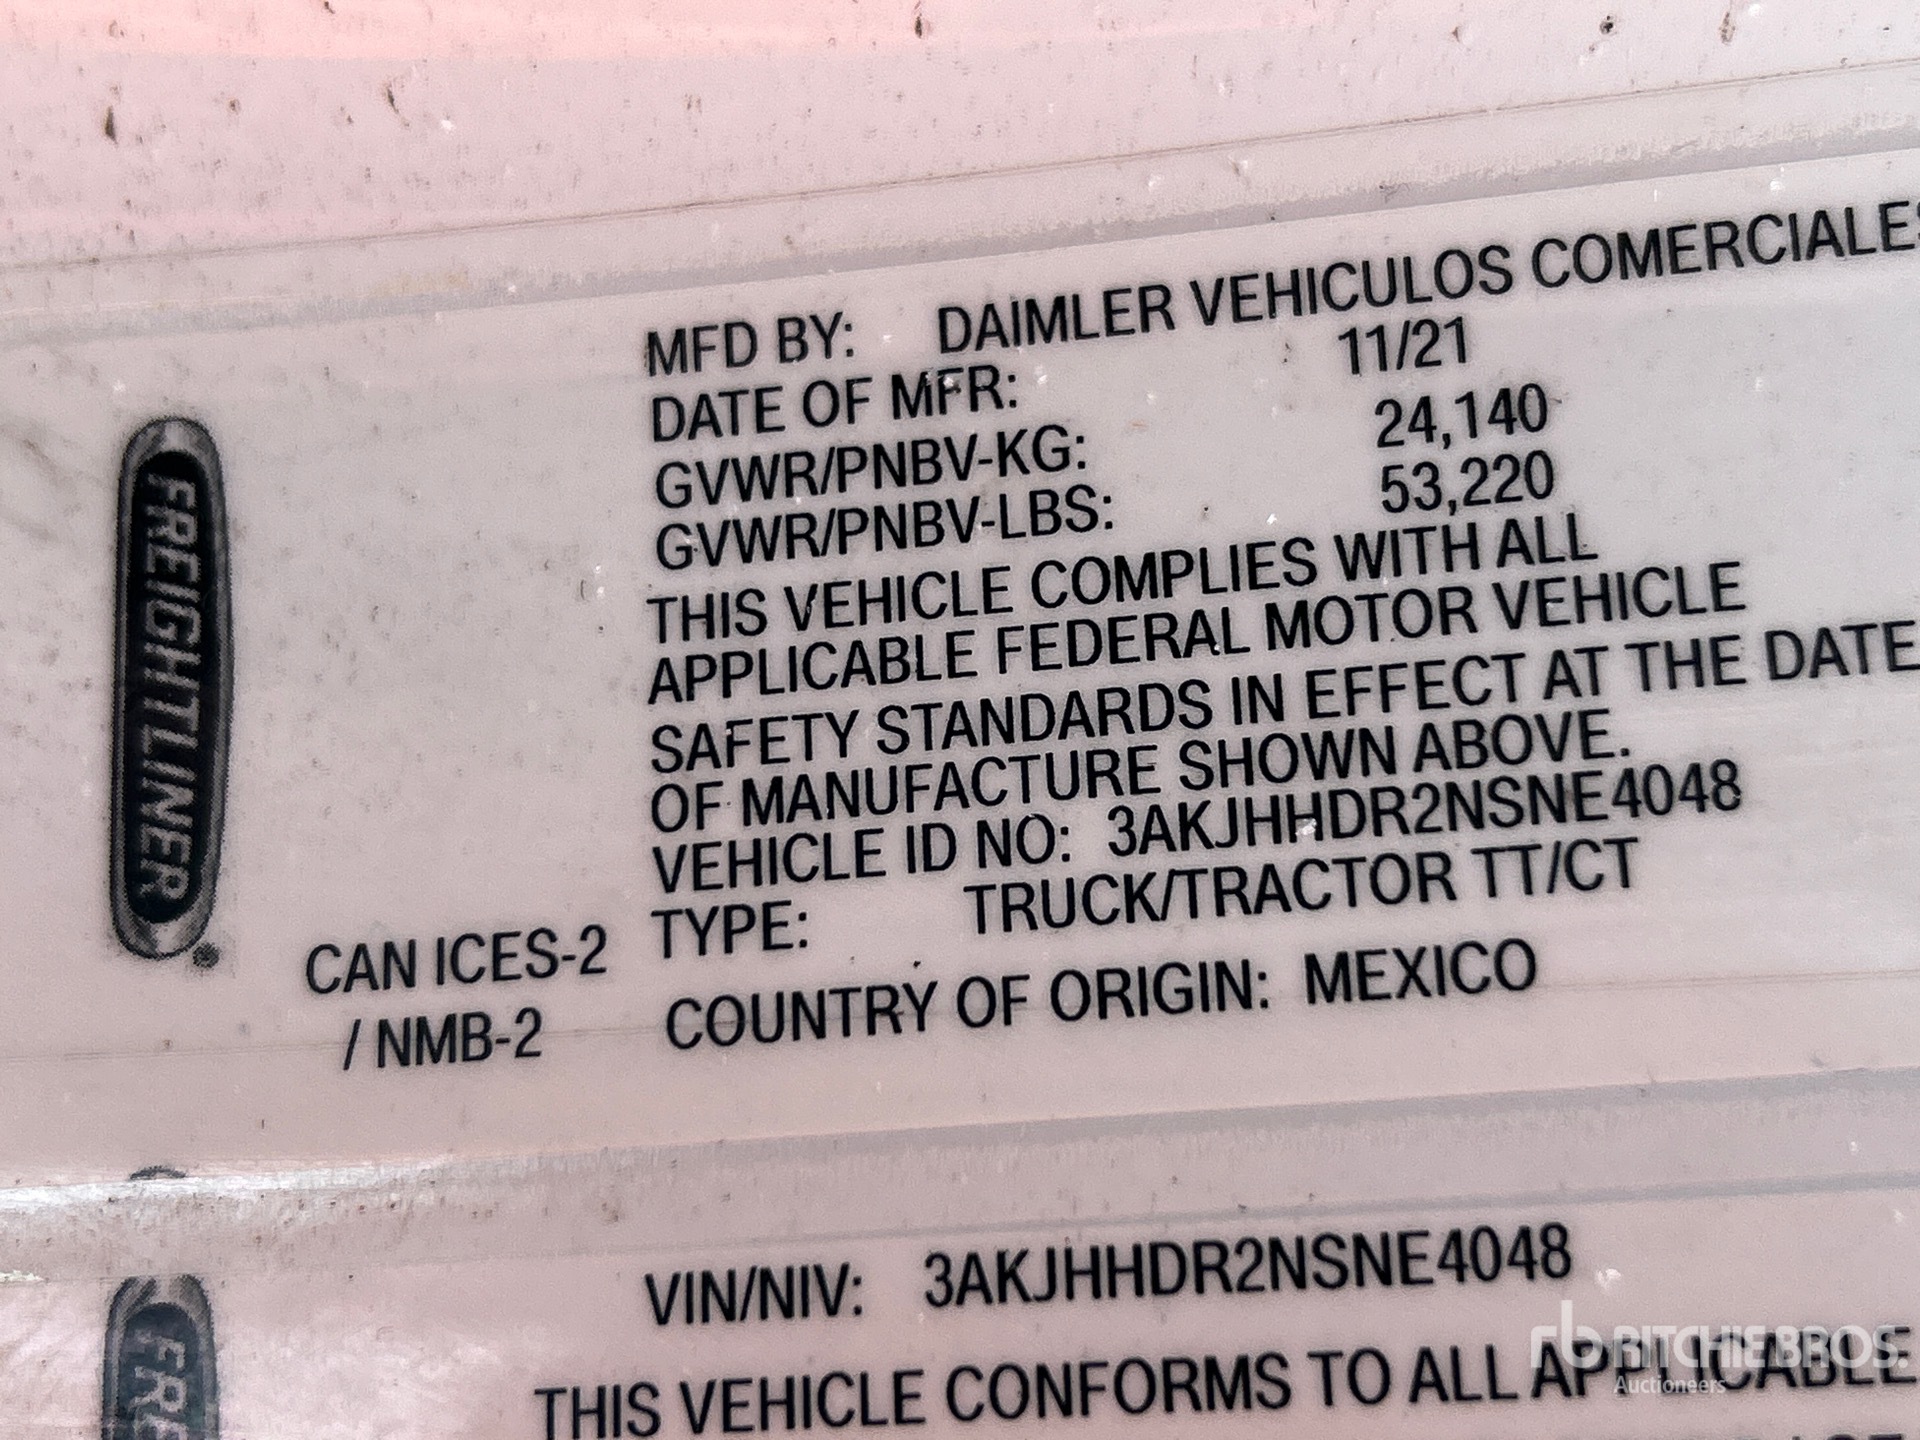 MFD BY: DAIMLER VEHICULOS COMERCIALES
DATE OF MFR: 11/21
GVWR/PNBV-KG: 24,140
GVWR/PNBV-LBS: 53,220
THIS VEHICLE COMPLIES WITH ALL
APPLICABLE FEDERAL MOTOR VEHICLE
SAFETY STANDARDS IN EFFECT AT THE DATE
OF MANUFACTURE SHOWN ABOVE.
VEHICLE ID NO: 3AKJHHDR2NSNE4048
TYPE: TRUCK/TRACTOR TT/CT
COUNTRY OF ORIGIN: MEXICO
FREIGHTLINER
CAN ICES-2
/ NMB-2
VIN/NIV: 3AKJHHDR2NSNE4048
THIS VEHICLE CONFORMS TO ALL APPLICABLE
FRE
rb RITCHIE BROS.
Auctioneers